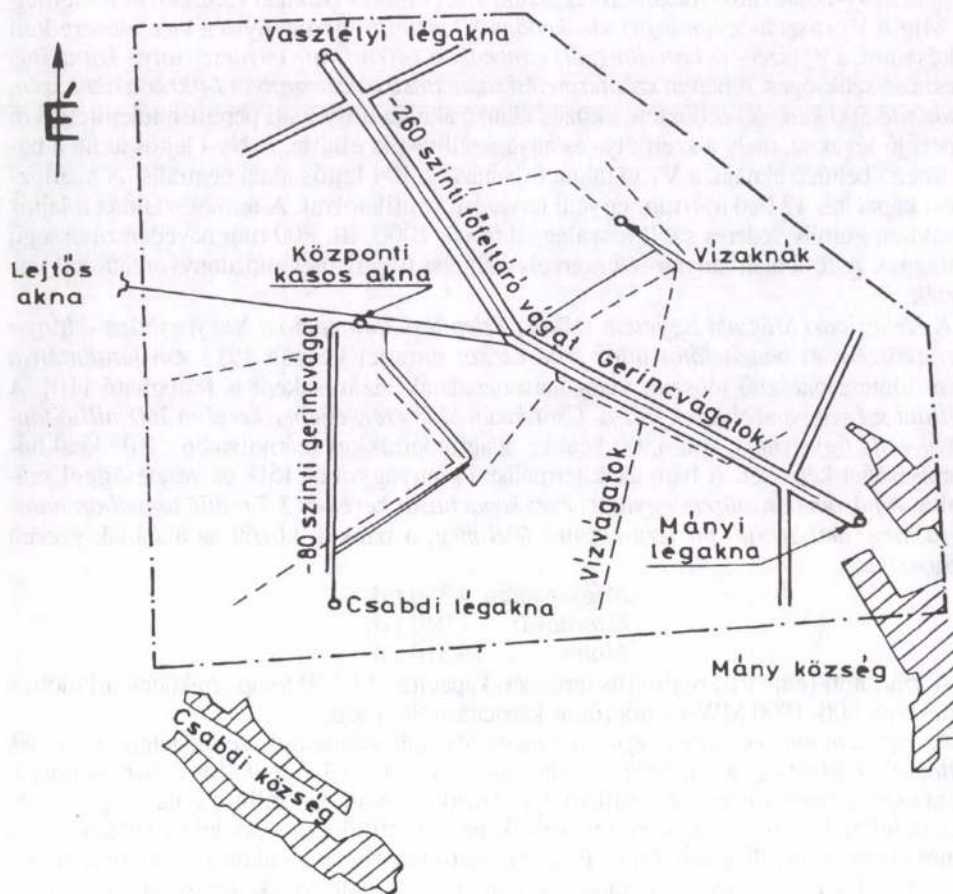 Vasztélyi légakna
-260 szinti főfeltáró vágat
Lejtős
akna
Központi
kasos akna
Vízaknák
Gerincvágatok
-80 szinti gerincvágat
Vízvágatok
Mányi
légakna
Csabdi légakna
Mány község
Csabdi község